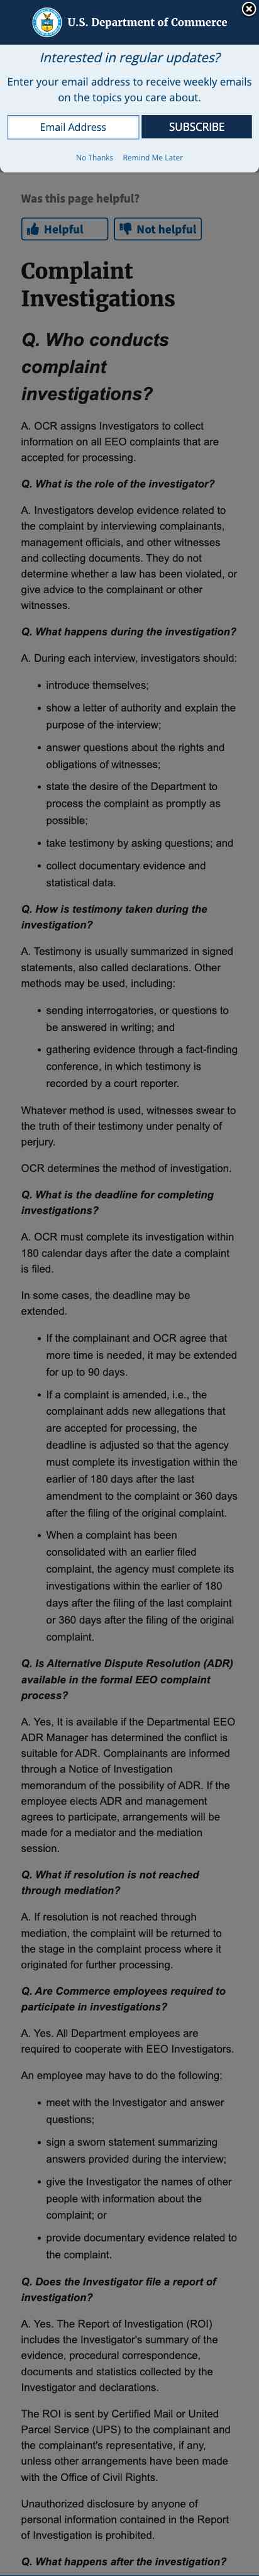 U.S. Department of Commerce
Interested in regular updates?
Enter your email address to receive weekly emails
on the topics you care about.
Email Address
SUBSCRIBE
No Thanks Remind Me Later
Was this page helpful?
Helpful
Not helpful
Complaint
Investigations
Q. Who conducts
complaint
investigations?
A. OCR assigns Investigators to collect
information on all EEO complaints that are
accepted for processing.
Q. What is the role of the investigator?
A. Investigators develop evidence related to
the complaint by interviewing complainants,
management officials, and other witnesses
and collecting documents. They do not
determine whether a law has been violated, or
give advice to the complainant or other
witnesses.
Q. What happens during the investigation?
A. During each interview, investigators should:
• introduce themselves;
• show a letter of authority and explain the
purpose of the interview;
• answer questions about the rights and
obligations of witnesses;
• state the desire of the Department to
process the complaint as promptly as
possible;
• take testimony by asking questions; and
• collect documentary evidence and
statistical data.
Q. How is testimony taken during the
investigation?
A. Testimony is usually summarized in signed
statements, also called declarations. Other
methods may be used, including:
• sending interrogatories, or questions to
be answered in writing; and
• gathering evidence through a fact-finding
conference, in which testimony is
recorded by a court reporter.
Whatever method is used, witnesses swear to
the truth of their testimony under penalty of
perjury.
OCR determines the method of investigation.
Q. What is the deadline for completing
investigations?
A. OCR must complete its investigation within
180 calendar days after the date a complaint
is filed.
In some cases, the deadline may be
extended.
• If the complainant and OCR agree that
more time is needed, it may be extended
for up to 90 days.
• If a complaint is amended, i.e., the
complainant adds new allegations that
are accepted for processing, the
deadline is adjusted so that the agency
must complete its investigation within the
earlier of 180 days after the last
amendment to the complaint or 360 days
after the filing of the original complaint.
• When a complaint has been
consolidated with an earlier filed
complaint, the agency must complete its
investigations within the earlier of 180
days after the filing of the last complaint
or 360 days after the filing of the original
complaint.
Q. Is Alternative Dispute Resolution (ADR)
available in the formal EEO complaint
process?
A. Yes, It is available if the Departmental EEO
ADR Manager has determined the conflict is
suitable for ADR. Complainants are informed
through a Notice of Investigation
memorandum of the possibility of ADR. If the
employee elects ADR and management
agrees to participate, arrangements will be
made for a mediator and the mediation
session.
Q. What if resolution is not reached
through mediation?
A. If resolution is not reached through
mediation, the complaint will be returned to
the stage in the complaint process where it
originated for further processing.
Q. Are Commerce employees required to
participate in investigations?
A. Yes. All Department employees are
required to cooperate with EEO Investigators.
An employee may have to do the following:
• meet with the Investigator and answer
questions;
• sign a sworn statement summarizing
answers provided during the interview;
• give the Investigator the names of other
people with information about the
complaint; or
• provide documentary evidence related to
the complaint.
Q. Does the Investigator file a report of
investigation?
A. Yes. The Report of Investigation (ROI)
includes the Investigator's summary of the
evidence, procedural correspondence,
documents and statistics collected by the
Investigator and declarations.
The ROI is sent by Certified Mail or United
Parcel Service (UPS) to the complainant and
the complainant's representative, if any,
unless other arrangements have been made
with the Office of Civil Rights.
Unauthorized disclosure by anyone of
personal information contained in the Report
of Investigation is prohibited.
Q. What happens after the investigation?